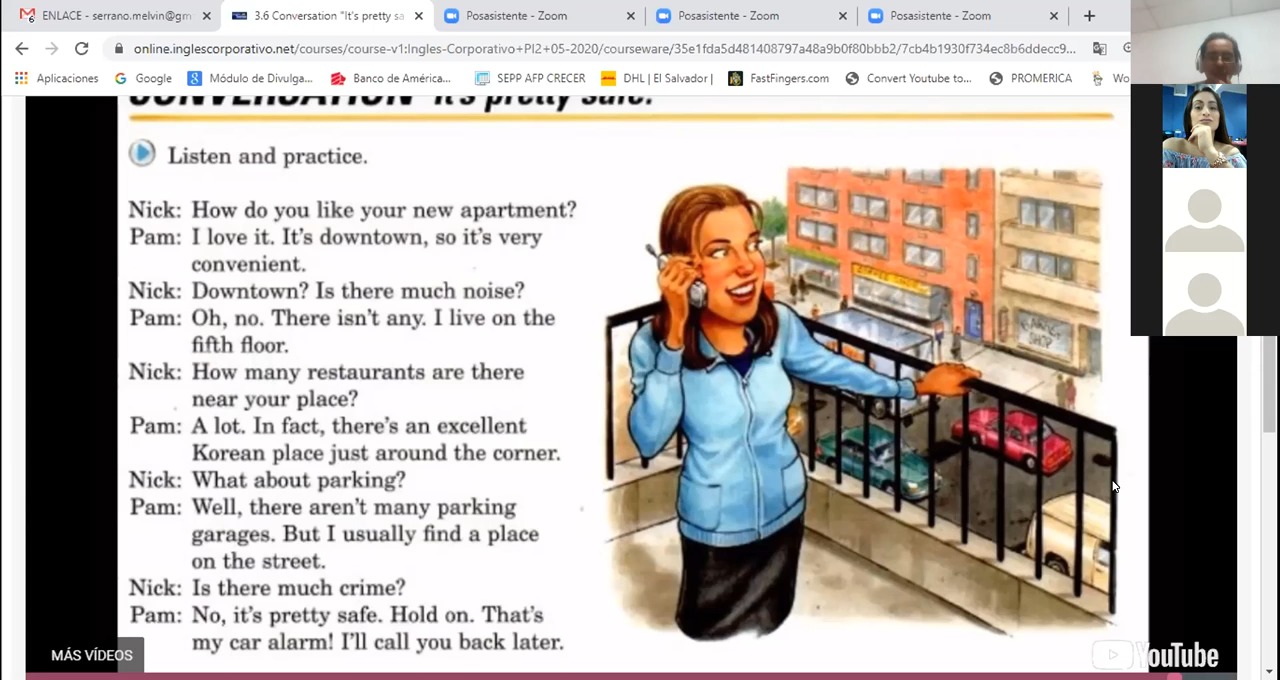 ENLACE - serrano.melvin@gm
3.6 Conversation "It's pretty sa
Posasistente - Zoom
Posasistente - Zoom
Posasistente - Zoom
online.inglescorporativo.net/courses/course-v1:Ingles-Corporativo+PI2+05-2020/courseware/35e1fda5d481408797a48a9b0f80bbb2/7cb4b1930f734ec8b6ddecc9...
Aplicaciones
Google
Módulo de Divulga...
Banco de América...
SEPP AFP CRECER
DHL | El Salvador |
FastFingers.com
Convert Youtube to...
PROMERICA
Wo
CONVERSATION It's pretty safe.
Listen and practice.
Nick: How do you like your new apartment?
Pam: I love it. It's downtown, so it's very
convenient.
Nick: Downtown? Is there much noise?
Pam: Oh, no. There isn't any. I live on the
fifth floor.
Nick: How many restaurants are there
near your place?
Pam: A lot. In fact, there's an excellent
Korean place just around the corner.
Nick: What about parking?
Pam: Well, there aren't many parking
garages. But I usually find a place
on the street.
Nick: Is there much crime?
Pam: No, it's pretty safe. Hold on. That's
my car alarm! I'll call you back later.
SHOP
MÁS VÍDEOS
YouTube